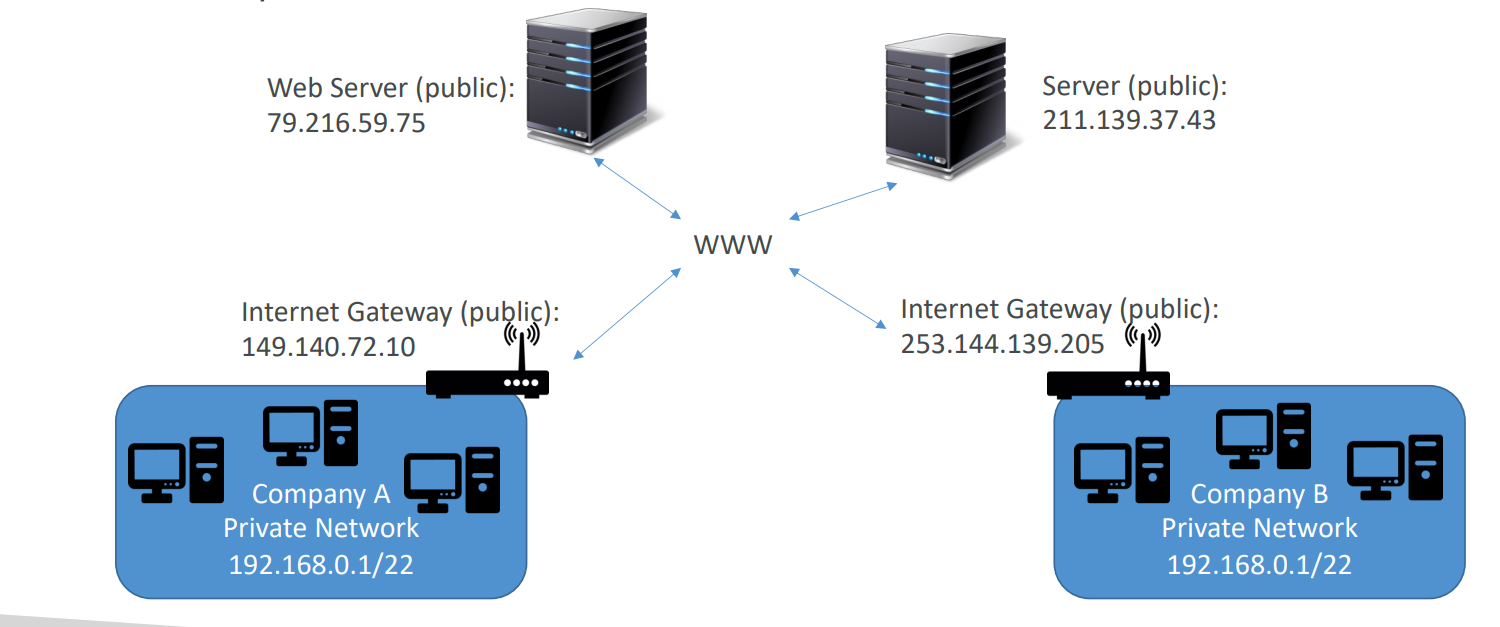 Web Server (public):
79.216.59.75
Server (public):
211.139.37.43
WWW
Internet Gateway (public):
149.140.72.10
Internet Gateway (public):
253.144.139.205
Company A
Private Network
192.168.0.1/22
Company B
Private Network
192.168.0.1/22